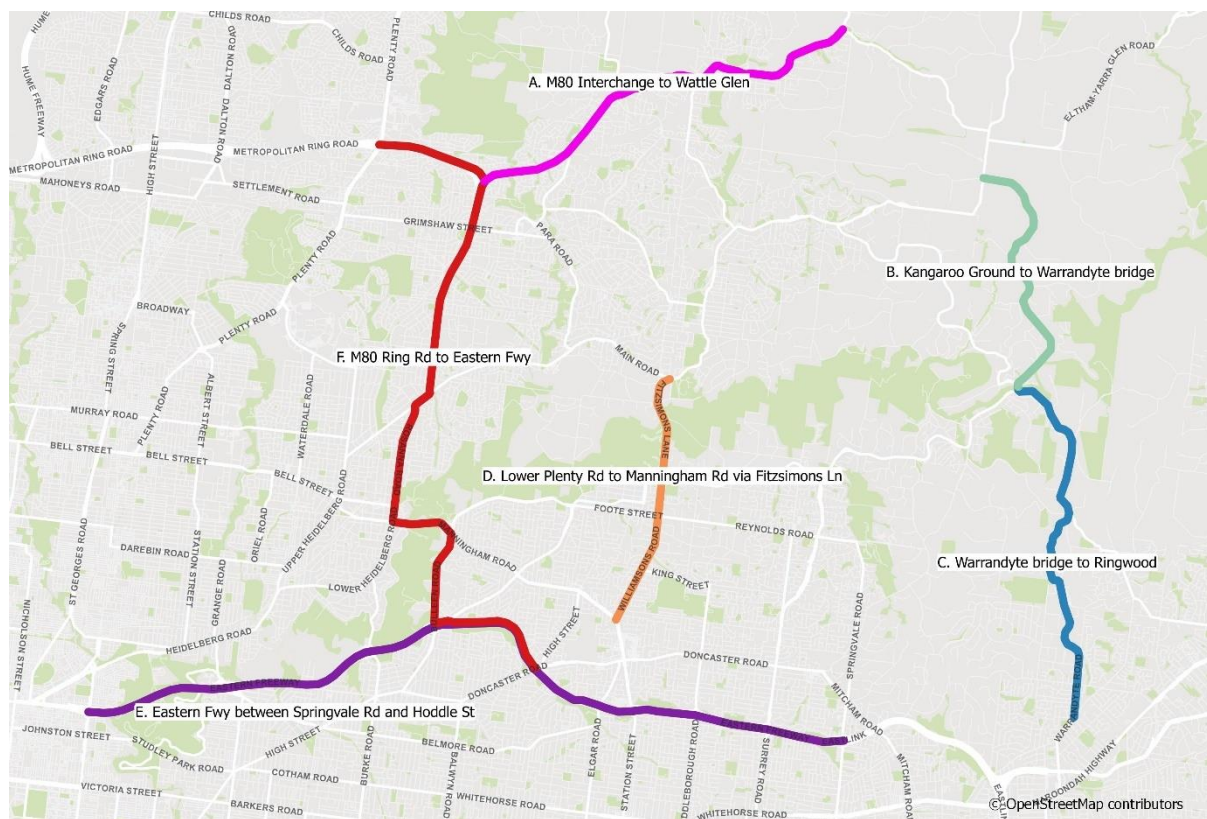 CHILDS ROAD
HUME
HUME FREEWAY
EDGARS ROAD
DALTON ROAD
DALTON ROAD
CHILDS ROAD
PLENTY ROAD
A. M80 Interchange to Wattle Glen
ELTHAM-YARRA GLEN ROAD
METROPOLITAN RING ROAD
METROPOLITAN RING ROAD
HIGH STREET
MAHONEYS ROAD
SETTLEMENT ROAD
GRIMSHAW STREET
PARA ROAD
PLENTY ROAD
B. Kangaroo Ground to Warrandyte bridge
BROADWAY
PLENTY ROAD
SPRING STREET
F. M80 Ring Rd to Eastern Fwy
MAIN ROAD
ALBERT STREET
WATERDALE ROAD
FITZSIMONS LANE
MURRAY ROAD
PLENTY ROAD
BELL STREET
BELL STREET
BELL STREET
D. Lower Plenty Rd to Manningham Rd via Fitzsimons Ln
FOOTE STREET
REYNOLDS ROAD
ST GEORGES ROAD
STATION STREET
ORIEL ROAD
UPPER HEIDELBERG ROAD
MANNINGHAM ROAD
DAREBIN ROAD
LOWER HEIDELBERG ROAD
GRANGE ROAD
WILLIAMSONS ROAD
KING STREET
C. Warrandyte bridge to Ringwood
NICHOLSON STREET
HEIDELBERG ROAD
HIGH STREET
DONCASTER ROAD
SPRINGVALE ROAD
EASTERN FREEWAY
DONCASTER ROAD
MITCHAM ROAD
WARRANDYTE ROAD
E. Eastern Fwy between Springvale Rd and Hoddle St
JOHNSTON STREET
STUDLEY PARK ROAD
HIGH STREET
BURKE ROAD
BELMORE ROAD
BALWYN ROAD
ELGAR ROAD
STATION STREET
EASTERN FREEWAY
EASTLINK
SURREY ROAD
MITCHAM ROAD
MAROONDAH HIGHWAY
COTHAM ROAD
VICTORIA STREET
BARKERS ROAD
WHITEHORSE ROAD
WHITEHORSE ROAD
© OpenStreetMap contributors